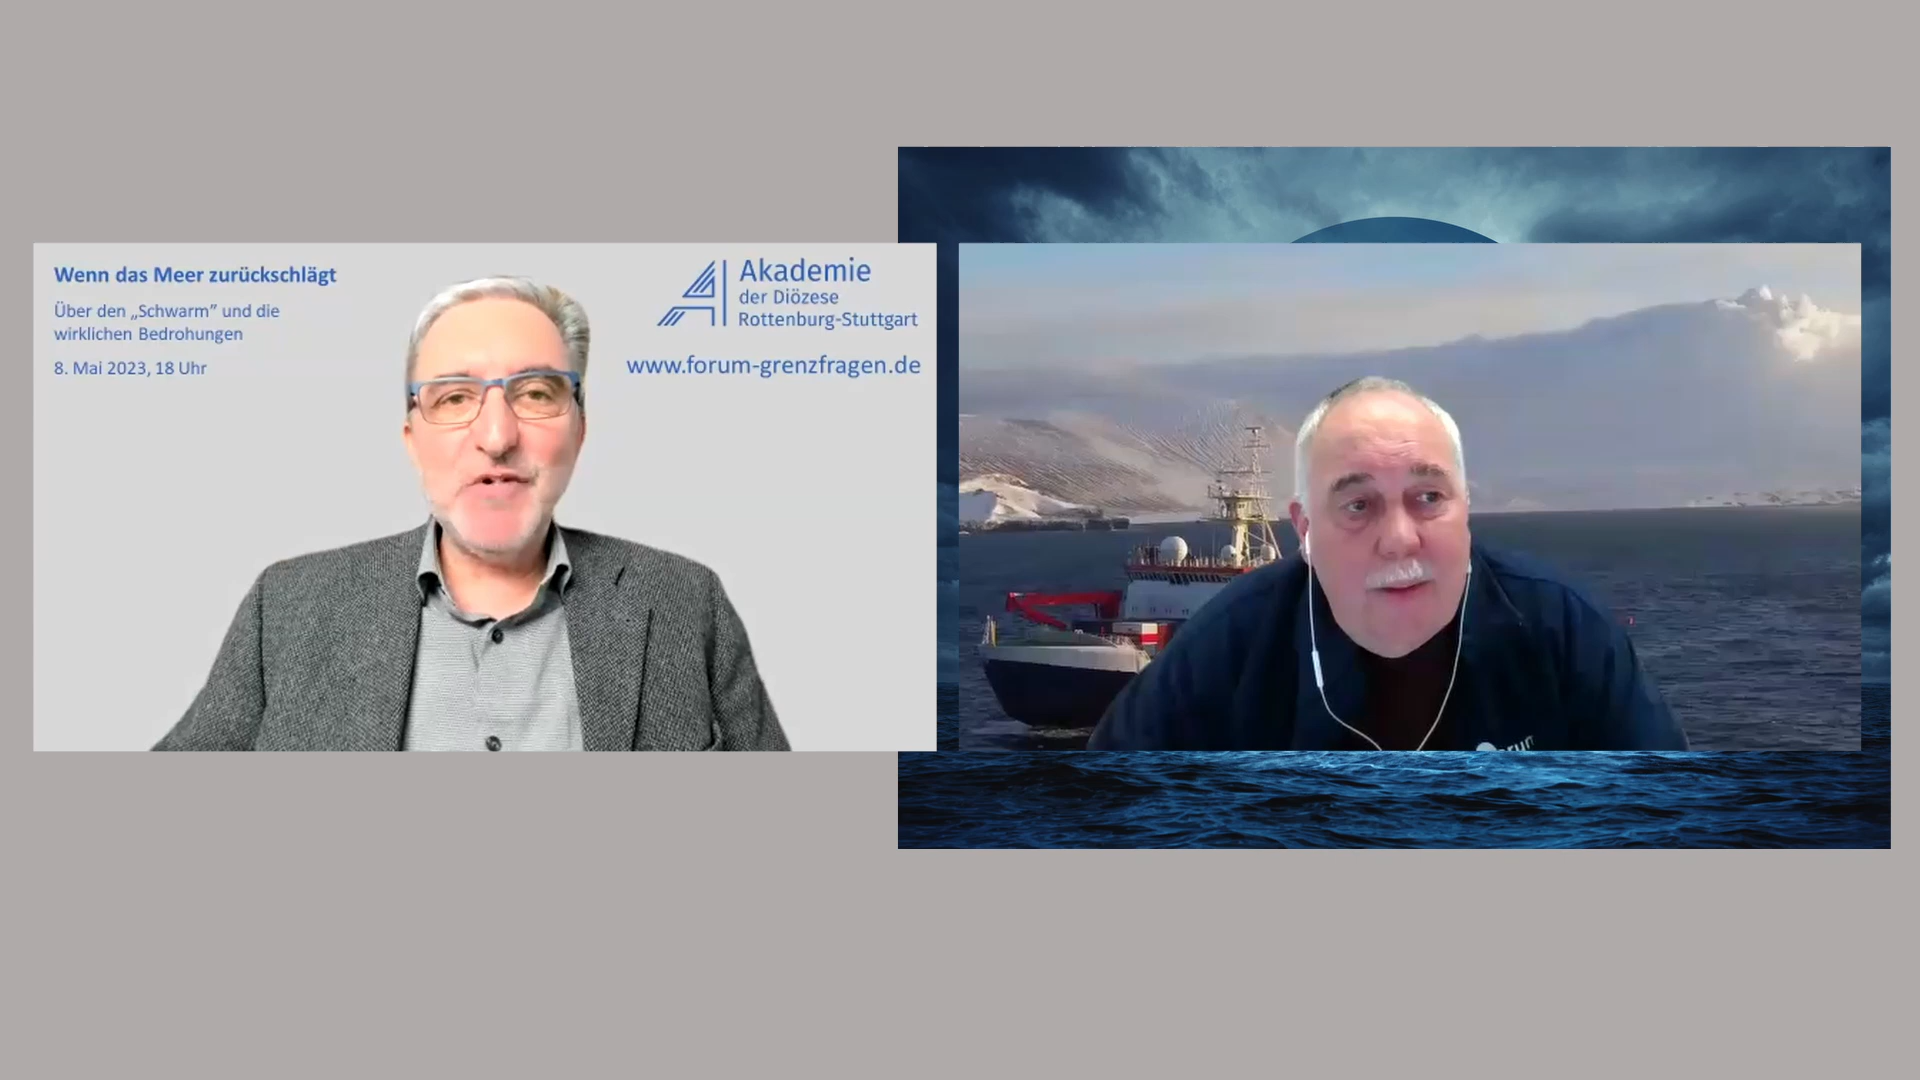 Wenn das Meer zurückschlägt
Über den „Schwarm” und die
wirklichen Bedrohungen
8. Mai 2023, 18 Uhr
Akademie
der Diözese
Rottenburg-Stuttgart
www.forum-grenzfragen.de